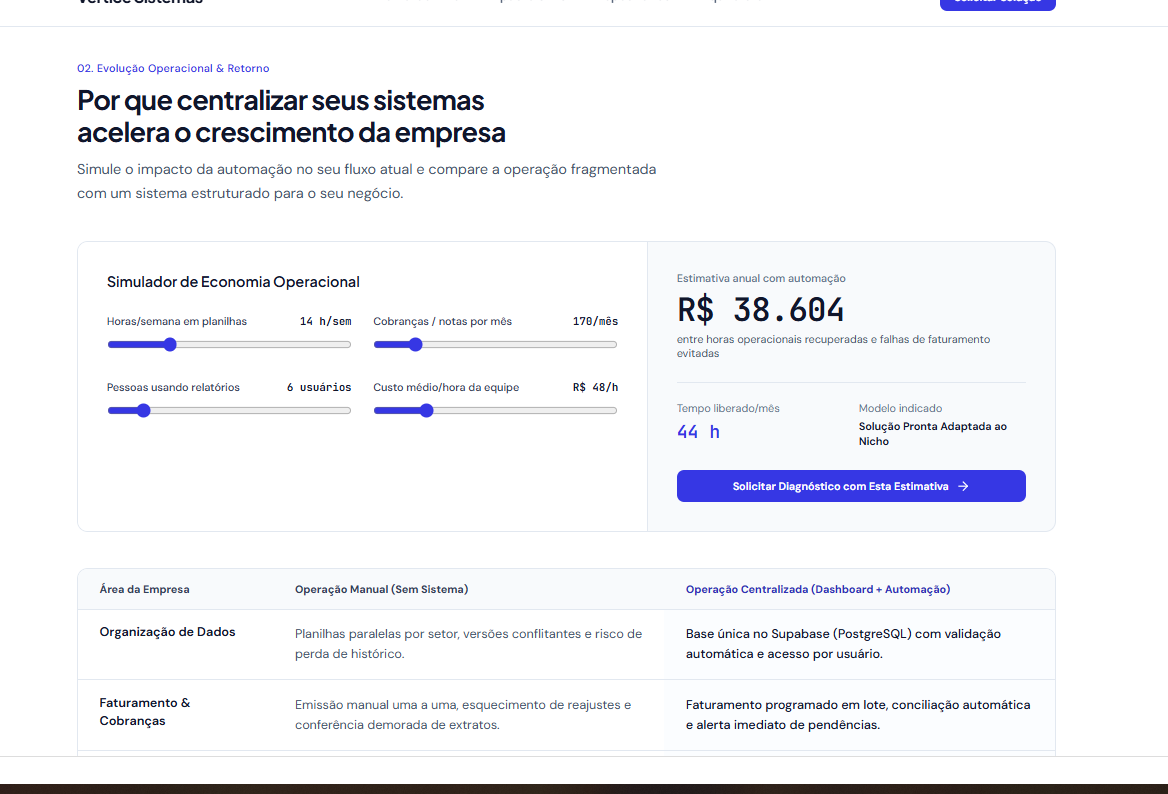 Vértice Sistemas
Solicitar Solução
02. Evolução Operacional & Retorno
Por que centralizar seus sistemas
acelera o crescimento da empresa
Simule o impacto da automação no seu fluxo atual e compare a operação fragmentada
com um sistema estruturado para o seu negócio.
Simulador de Economia Operacional
Horas/semana em planilhas
14 h/sem
Cobranças / notas por mês
170/mês
Pessoas usando relatórios
6 usuários
Custo médio/hora da equipe
R$ 48/h
Estimativa anual com automação
R$ 38.604
entre horas operacionais recuperadas e falhas de faturamento
evitadas
Tempo liberado/mês
44 h
Modelo indicado
Solução Pronta Adaptada ao
Nicho
Solicitar Diagnóstico com Esta Estimativa →
Área da Empresa
Operação Manual (Sem Sistema)
Operação Centralizada (Dashboard + Automação)
Organização de Dados
Planilhas paralelas por setor, versões conflitantes e risco de
perda de histórico.
Base única no Supabase (PostgreSQL) com validação
automática e acesso por usuário.
Faturamento &
Cobranças
Emissão manual uma a uma, esquecimento de reajustes e
conferência demorada de extratos.
Faturamento programado em lote, conciliação automática
e alerta imediato de pendências.